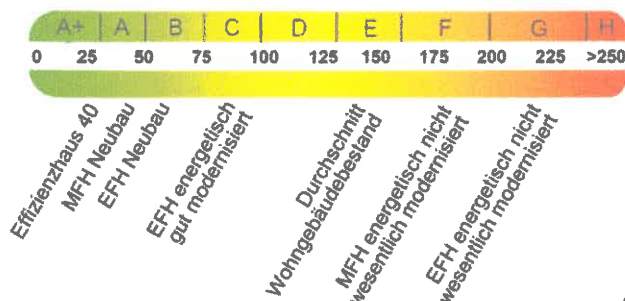 A+ A B C D E F G H
0 25 50 75 100 125 150 175 200 225 >250
Effizienzhaus 40
MFH Neubau
EFH Neubau
EFH energetisch
gut modernisiert
Durchschnitt
Wohngebäudebestand
MFH energetisch nicht
wesentlich modernisiert
EFH energetisch nicht
wesentlich modernisiert